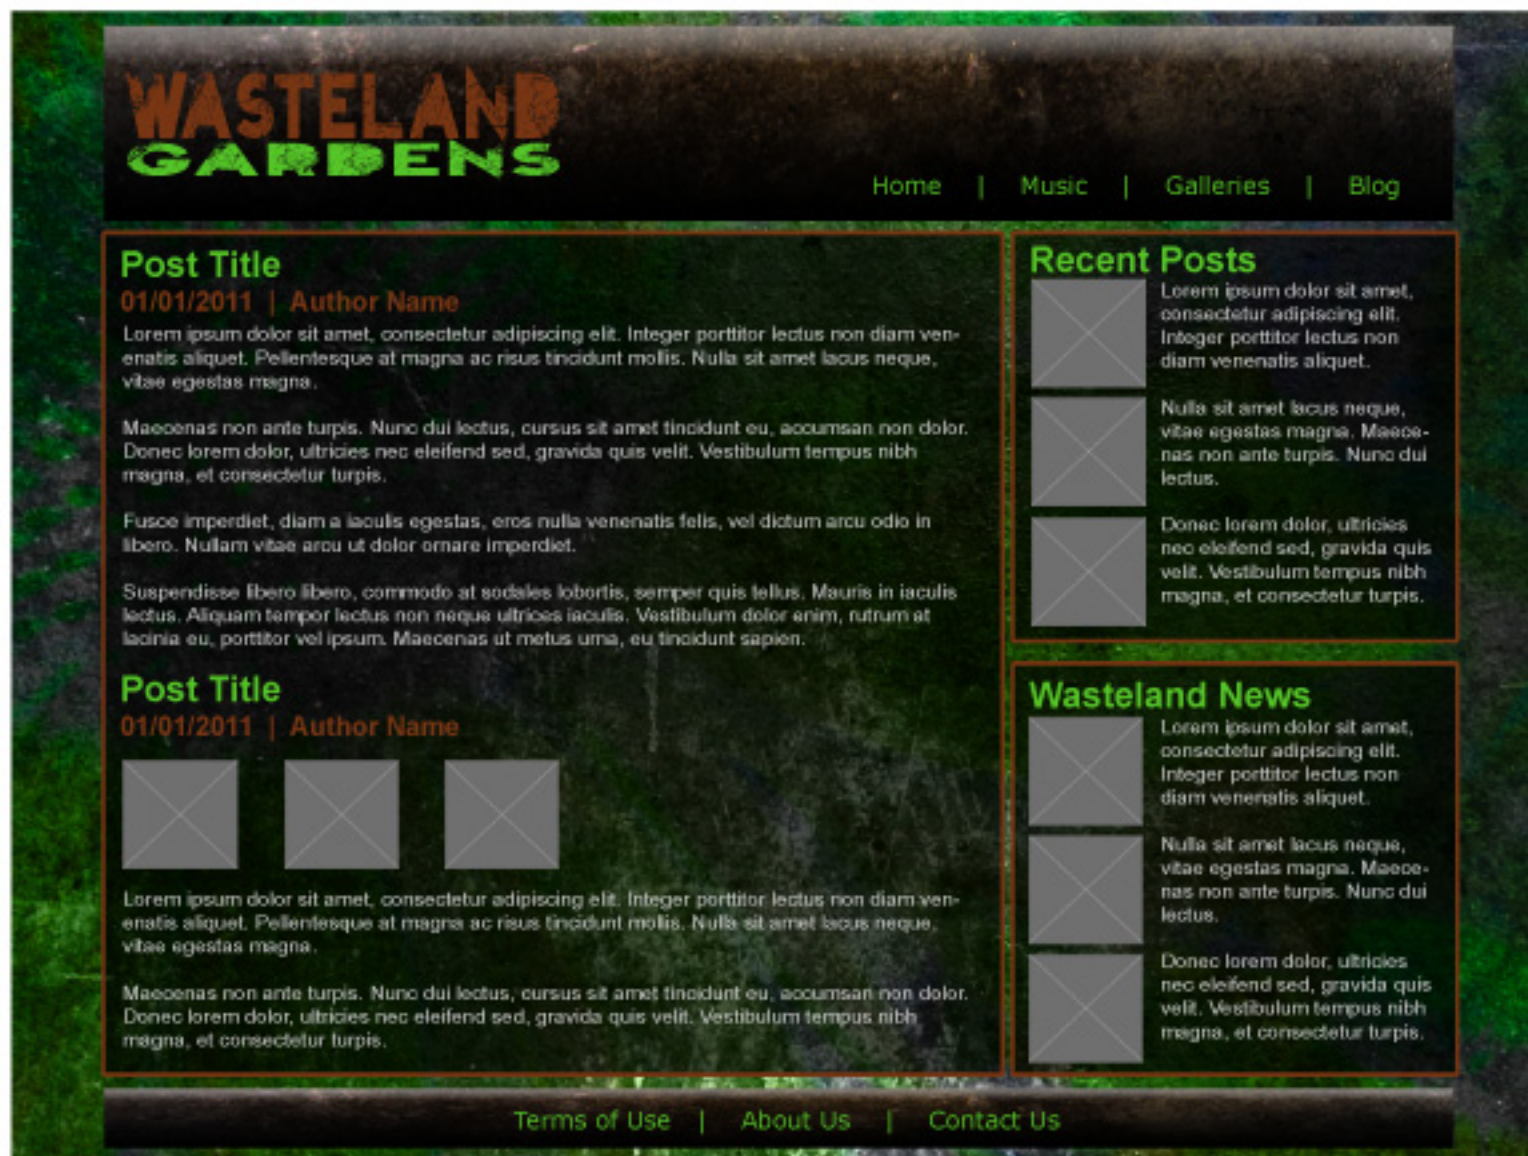 WASTELAND
GARDENS
Home | Music | Galleries | Blog
Post Title
01/01/2011 | Author Name
Lorem ipsum dolor sit amet, consectetur adipiscing elit. Integer porttitor lectus non diam ven-
enatis aliquet. Pellentesque at magna ac risus tincidunt mollis. Nulla sit amet lacus neque,
vitae egestas magna.
Maecenas non ante turpis. Nunc dui lectus, cursus sit amet tincidunt eu, accumsan non dolor.
Donec lorem dolor, ultricies nec eleifend sed, gravida quis velit. Vestibulum tempus nibh
magna, et consectetur turpis.
Fusce imperdiet, diam a iaculis egestas, eros nulla venenatis felis, vel dictum arcu odio in
libero. Nullam vitae arcu ut dolor ornare imperdiet.
Suspendisse libero libero, commodo at sodales lobortis, semper quis tellus. Mauris in iaculis
lectus. Aliquam tempor lectus non neque ultrices iaculis. Vestibulum dolor enim, rutrum at
lacinia eu, porttitor vel ipsum. Maecenas ut metus urna, eu tincidunt sapien.
Post Title
01/01/2011 | Author Name
Lorem ipsum dolor sit amet, consectetur adipiscing elit. Integer porttitor lectus non diam ven-
enatis aliquet. Pellentesque at magna ac risus tincidunt mollis. Nulla sit amet lacus neque,
vitae egestas magna.
Maecenas non ante turpis. Nunc dui lectus, cursus sit amet tincidunt eu, accumsan non dolor.
Donec lorem dolor, ultricies nec eleifend sed, gravida quis velit. Vestibulum tempus nibh
magna, et consectetur turpis.
Recent Posts
Lorem ipsum dolor sit amet,
consectetur adipiscing elit.
Integer porttitor lectus non
diam venenatis aliquet.
Nulla sit amet lacus neque,
vitae egestas magna. Maece-
nas non ante turpis. Nunc dui
lectus.
Donec lorem dolor, ultricies
nec eleifend sed, gravida quis
velit. Vestibulum tempus nibh
magna, et consectetur turpis.
Wasteland News
Lorem ipsum dolor sit amet,
consectetur adipiscing elit.
Integer porttitor lectus non
diam venenatis aliquet.
Nulla sit amet lacus neque,
vitae egestas magna. Maece-
nas non ante turpis. Nunc dui
lectus.
Donec lorem dolor, ultricies
nec eleifend sed, gravida quis
velit. Vestibulum tempus nibh
magna, et consectetur turpis.
Terms of Use | About Us | Contact Us